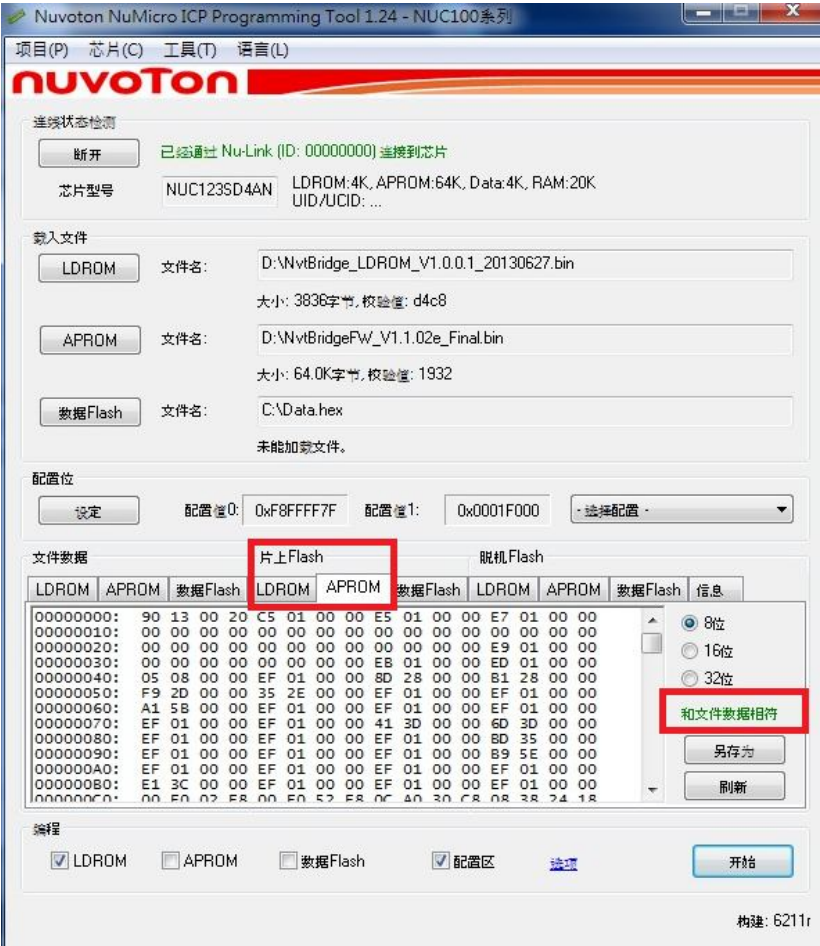 Nuvoton NuMicro ICP Programming Tool 1.24 - NUC100系列
项目(P) 芯片(C) 工具(T) 语言(L)
nuvoTon
连线状态检测
断开 已经通过 Nu-Link (ID: 00000000) 连接到芯片
芯片型号 NUC123SD4AN LDROM:4K, APROM:64K, Data:4K, RAM:20K
UID/UCID: ...
载入文件
LDROM 文件名: D:\NvtBridge_LDROM_V1.0.0.1_20130627.bin
大小: 3836字节,校验值: d4c8
APROM 文件名: D:\NvtBridgeFW_V1.1.02e_Final.bin
大小: 64.0K字节,校验值: 1932
数据Flash 文件名: C:\Data.hex
未能加载文件。
配置位
设定 配置值0: 0xF8FFFF7F 配置值1: 0x0001F000 - 选择配置 -
文件数据 片上Flash 脱机Flash
LDROM APROM 数据Flash LDROM APROM 数据Flash LDROM APROM 数据Flash 信息
00000000: 90 13 00 20 C5 01 00 00 E5 01 00 00 E7 01 00 00
00000010: 00 00 00 00 00 00 00 00 00 00 00 00 00 00 00 00
00000020: 00 00 00 00 00 00 00 00 00 00 00 00 E9 01 00 00
00000030: 00 00 00 00 00 00 00 00 EB 01 00 00 ED 01 00 00
00000040: 05 08 00 00 EF 01 00 00 8D 28 00 00 B1 28 00 00
00000050: F9 2D 00 00 35 2E 00 00 EF 01 00 00 EF 01 00 00
00000060: A1 5B 00 00 EF 01 00 00 EF 01 00 00 EF 01 00 00
00000070: EF 01 00 00 EF 01 00 00 41 3D 00 00 6D 3D 00 00
00000080: EF 01 00 00 EF 01 00 00 EF 01 00 00 BD 35 00 00
00000090: EF 01 00 00 EF 01 00 00 EF 01 00 00 B9 5E 00 00
000000A0: EF 01 00 00 EF 01 00 00 EF 01 00 00 EF 01 00 00
000000B0: E1 3C 00 00 EF 01 00 00 EF 01 00 00 EF 01 00 00
000000C0: 00 F0 02 F8 00 F0 52 F8 0C A0 30 C8 08 38 24 18
8位
16位
32位
和文件数据相符
另存为
刷新
编程
LDROM APROM 数据Flash 配置区 选项 开始
构建: 6211r